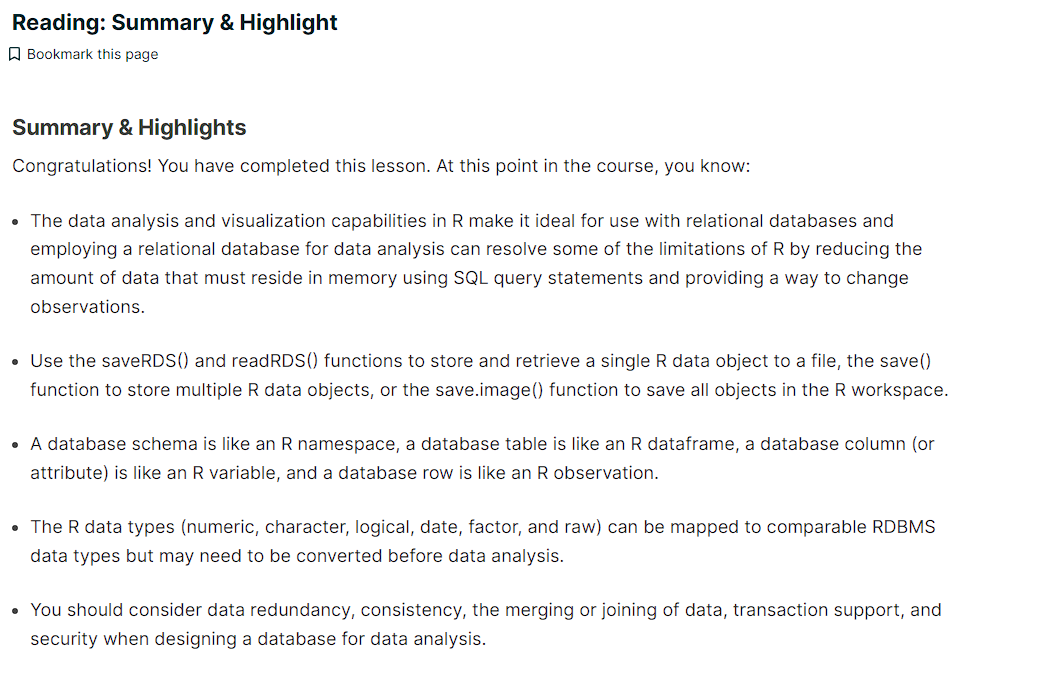 Reading: Summary & Highlight
Bookmark this page
Summary & Highlights
Congratulations! You have completed this lesson. At this point in the course, you know:
• The data analysis and visualization capabilities in R make it ideal for use with relational databases and
employing a relational database for data analysis can resolve some of the limitations of R by reducing the
amount of data that must reside in memory using SQL query statements and providing a way to change
observations.
• Use the saveRDS() and readRDS() functions to store and retrieve a single R data object to a file, the save()
function to store multiple R data objects, or the save.image() function to save all objects in the R workspace.
• A database schema is like an R namespace, a database table is like an R dataframe, a database column (or
attribute) is like an R variable, and a database row is like an R observation.
• The R data types (numeric, character, logical, date, factor, and raw) can be mapped to comparable RDBMS
data types but may need to be converted before data analysis.
• You should consider data redundancy, consistency, the merging or joining of data, transaction support, and
security when designing a database for data analysis.